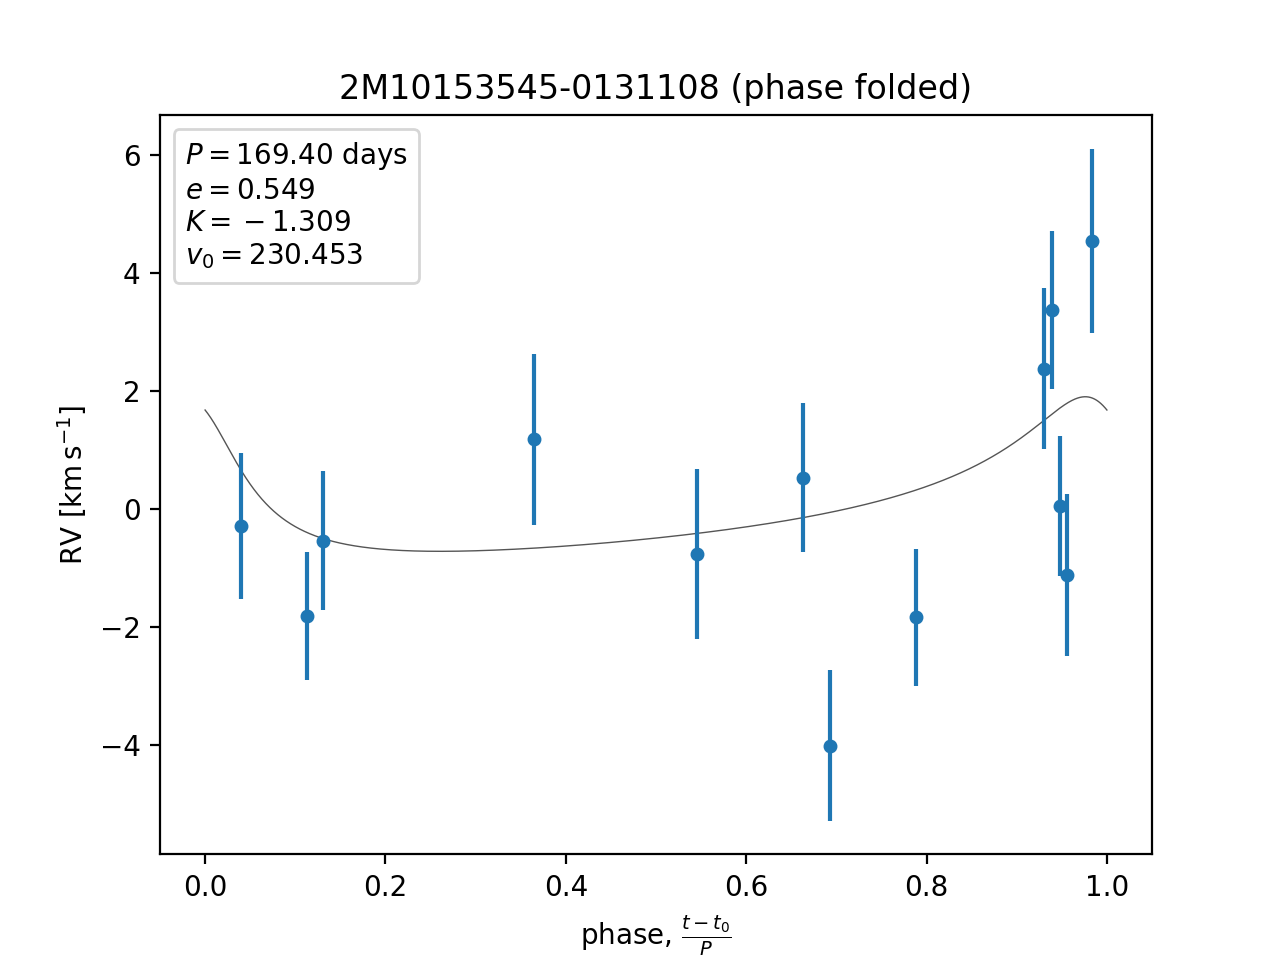 2M10153545-0131108 (phase folded)
P = 169.40 days
e = 0.549
K = −1.309
v₀ = 230.453
6
4
2
0
−2
−4
RV [km s⁻¹]
0.0 0.2 0.4 0.6 0.8 1.0
phase, (t − t₀)/P